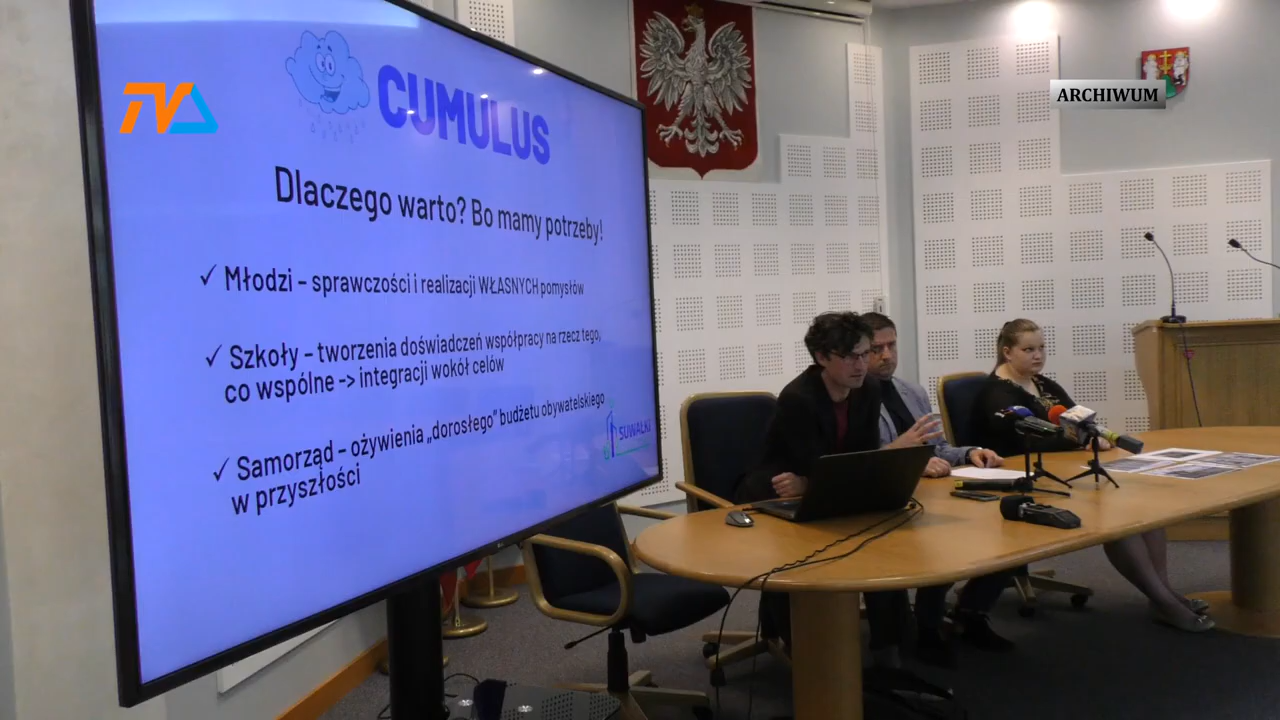 TVA
ARCHIWUM
CUMULUS
Dlaczego warto? Bo mamy potrzeby!
✓ Młodzi – sprawczości i realizacji WŁASNYCH pomysłów
✓ Szkoły – tworzenia doświadczeń współpracy na rzecz tego,
co wspólne -> integracji wokół celów
✓ Samorząd – ożywienia „dorosłego” budżetu obywatelskiego
w przyszłości
SUWAŁKI